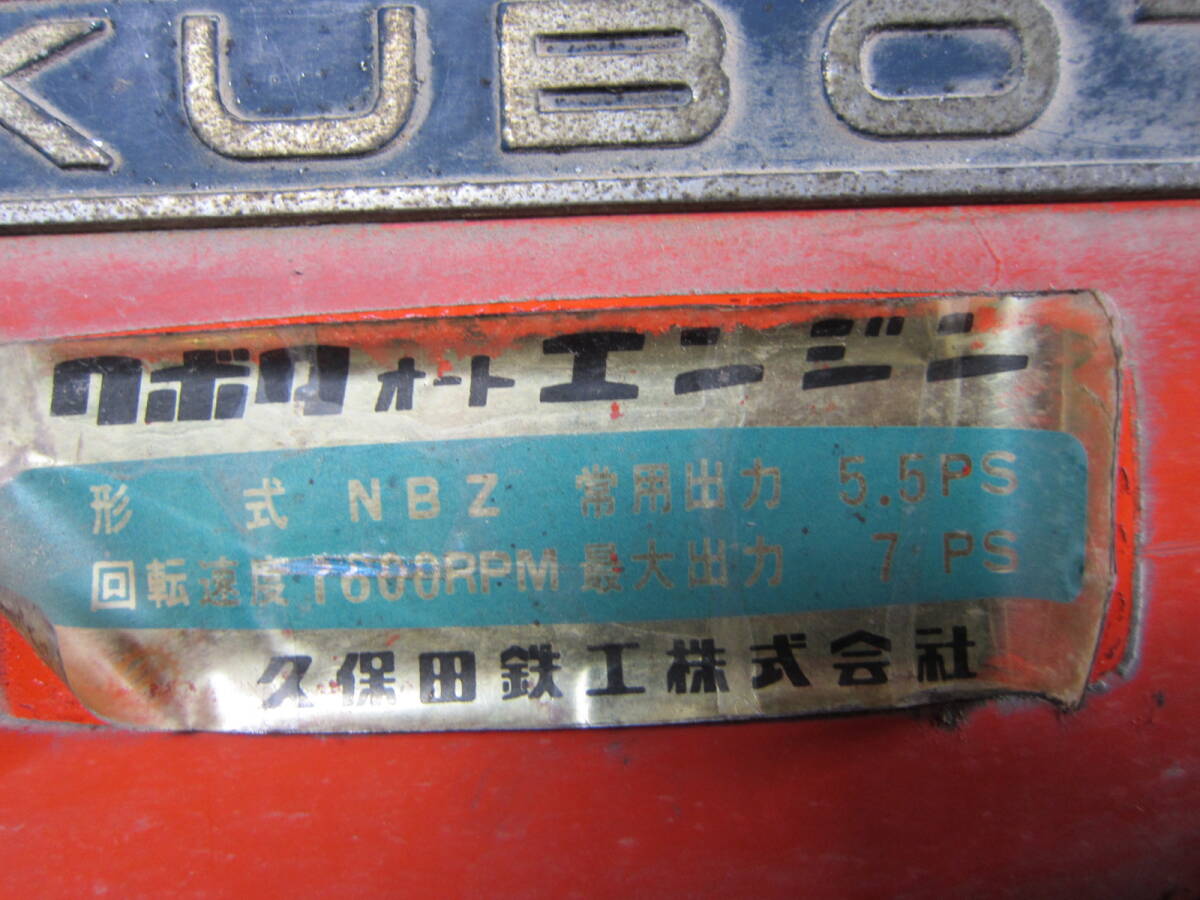 KUBOT
クボタオートエンジン
形 式 NBZ 常用出力 5.5PS
回転速度 1600RPM 最大出力 7 PS
久保田鉄工株式会社